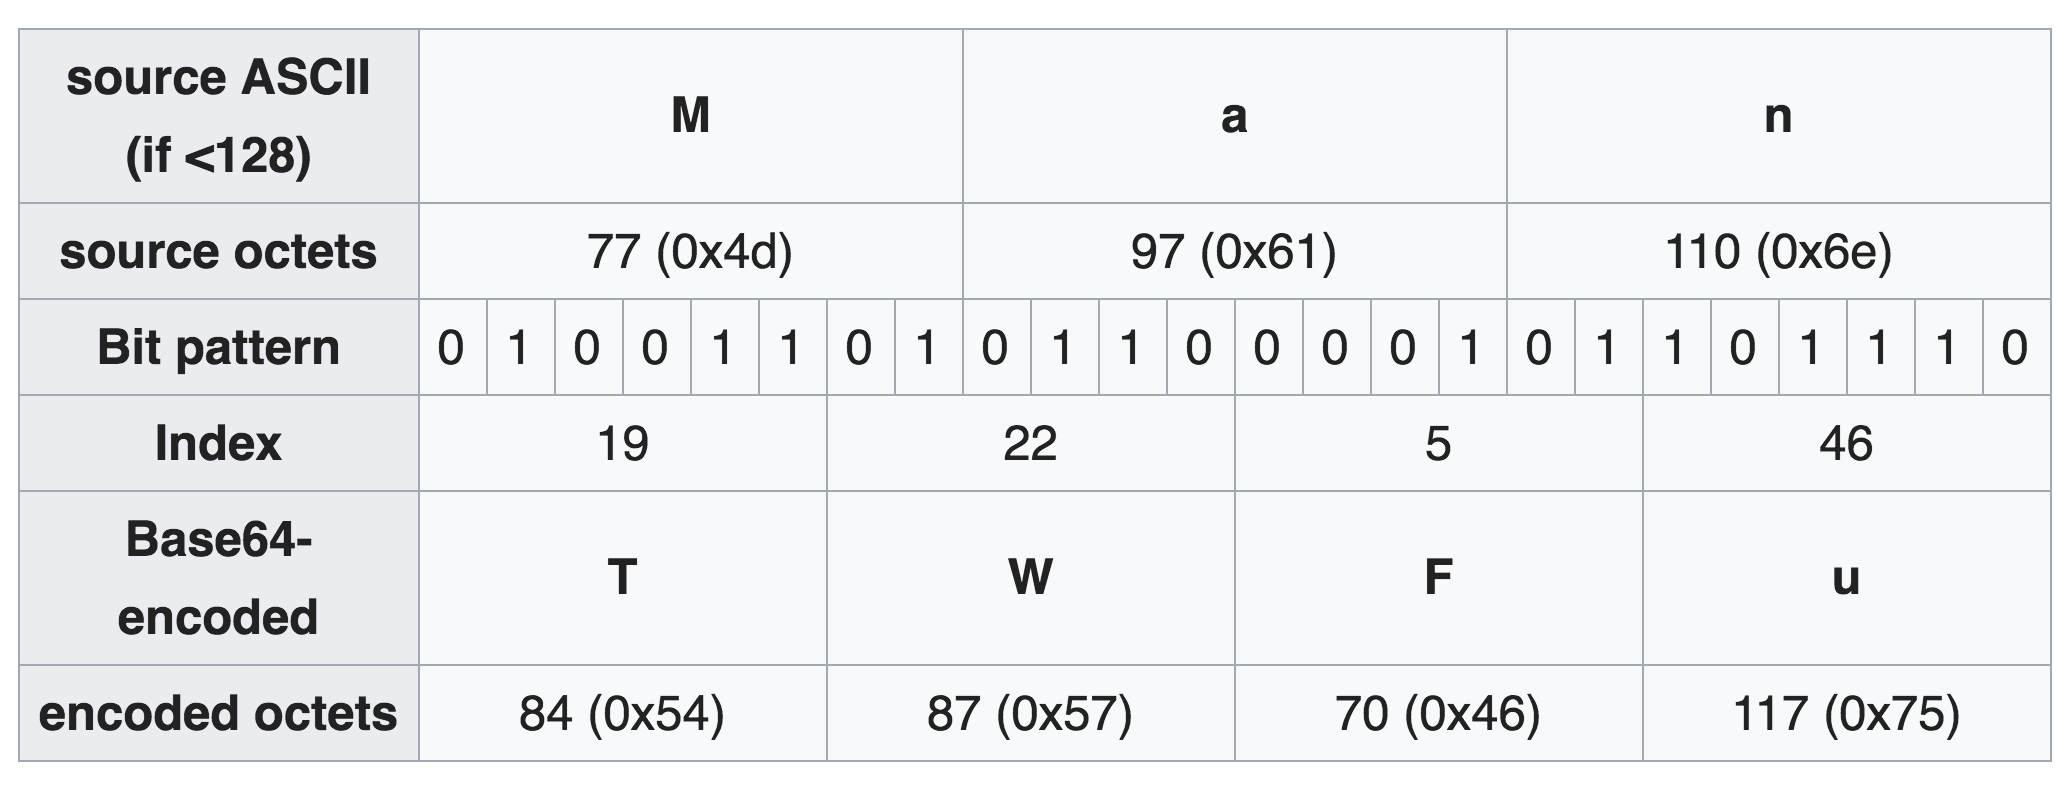 source ASCII
(if <128)
M a n
source octets 77 (0x4d) 97 (0x61) 110 (0x6e)
Bit pattern 0 1 0 0 1 1 0 1 0 1 1 0 0 0 0 1 0 1 1 0 1 1 1 0
Index 19 22 5 46
Base64-
encoded
T W F u
encoded octets 84 (0x54) 87 (0x57) 70 (0x46) 117 (0x75)